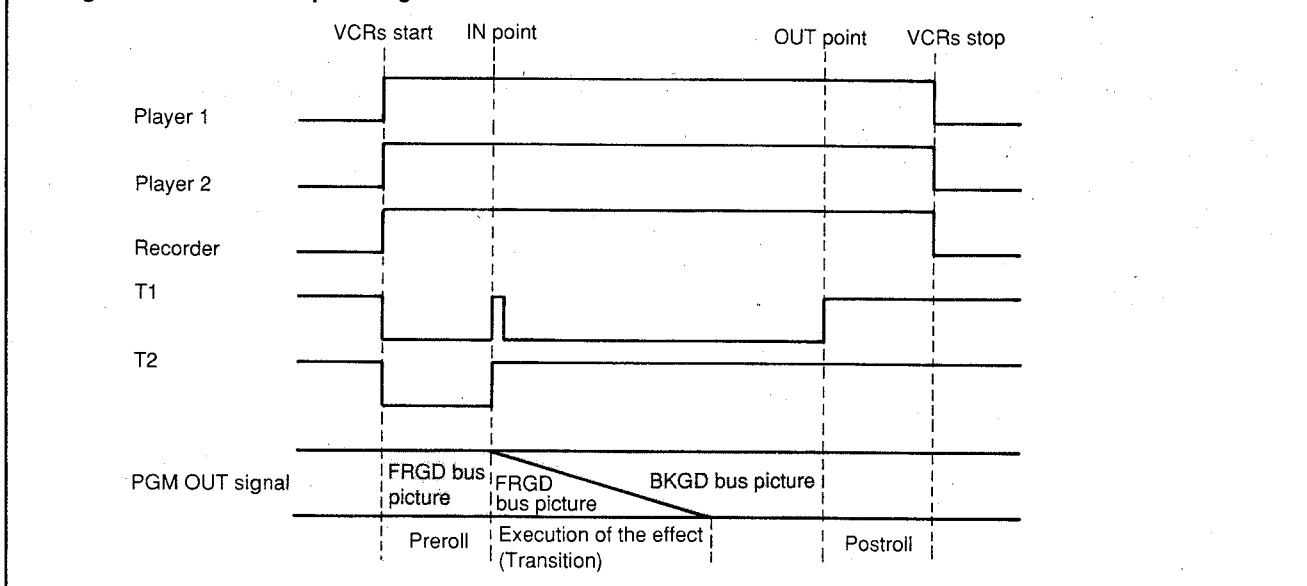 VCRs start IN point OUT point VCRs stop
Player 1
Player 2
Recorder
T1
T2
PGM OUT signal
FRGD bus
picture
FRGD
bus picture
BKGD bus picture
Preroll
Execution of the effect
(Transition)
Postroll